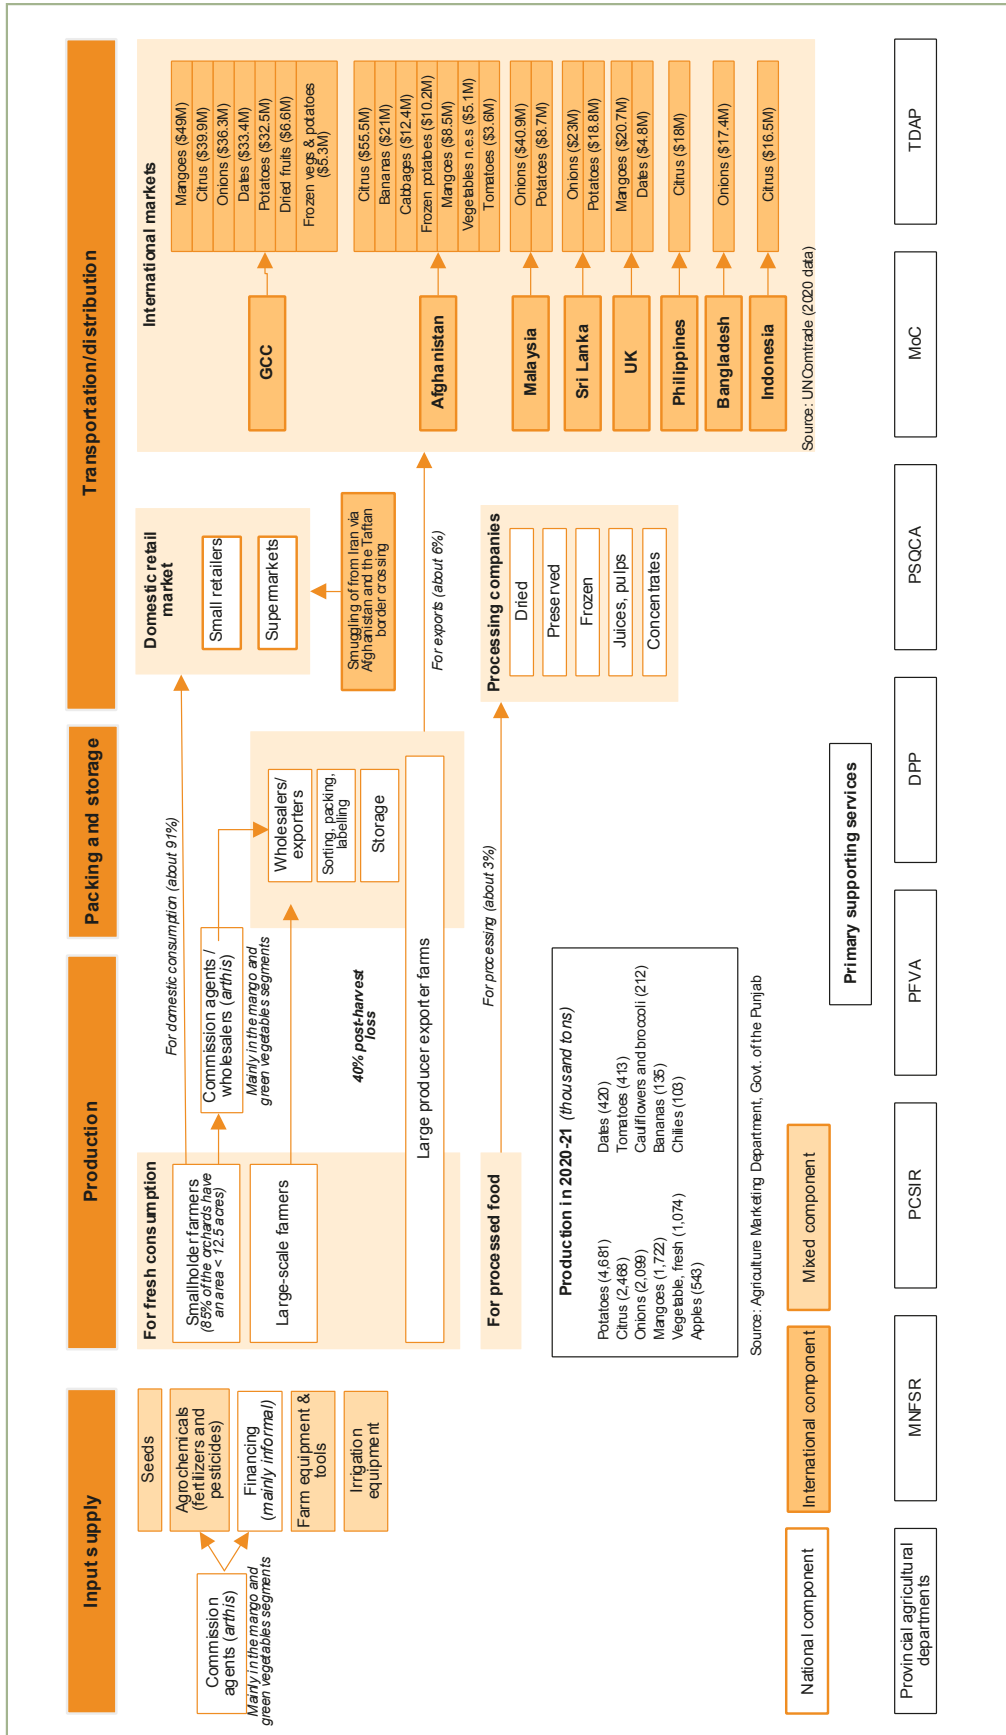 Input supply
Production
Packing and storage
Transportation/distribution
Commission
agents (arthis)
Mainly in the mango and
green vegetables segments
Seeds
Agrochemicals
(fertilizers and
pesticides)
Financing
(mainly informal)
Farm equipment &
tools
Irrigation
equipment
For fresh consumption
Smallholder farmers
(85% of the orchards have
an area < 12.5 acres)
Large-scale farmers
Large producer exporter farms
For processed food
Commission agents /
wholesalers (arthis)
Mainly in the mango and
green vegetables segments
40% post-harvest
loss
For domestic consumption (about 91%)
Wholesalers/
exporters
Sorting, packing,
labelling
Storage
For processing (about 3%)
For exports (about 6%)
Domestic retail
market
Small retailers
Supermarkets
Smuggling of from Iran via
Afghanistan and the Taftan
border crossing
Processing companies
Dried
Preserved
Frozen
Juices, pulps
Concentrates
International markets
GCC
Mangoes ($49M)
Citrus ($39.9M)
Onions ($36.3M)
Dates ($33.4M)
Potatoes ($32.5M)
Dried fruits ($6.6M)
Frozen vegs & potatoes
($5.3M)
Afghanistan
Citrus ($55.5M)
Bananas ($21M)
Cabbages ($12.4M)
Frozen potatoes ($10.2M)
Mangoes ($8.5M)
Vegetables n.e.s ($5.1M)
Tomatoes ($3.6M)
Malaysia
Onions ($40.9M)
Potatoes ($8.7M)
Sri Lanka
Onions ($23M)
Potatoes ($18.8M)
UK
Mangoes ($20.7M)
Dates ($4.8M)
Philippines
Citrus ($18M)
Bangladesh
Onions ($17.4M)
Indonesia
Citrus ($16.5M)
Source: UNComtrade (2020 data)
Production in 2020-21 (thousand tons)
Potatoes (4,681)
Citrus (2,468)
Onions (2,099)
Mangoes (1,722)
Vegetable, fresh (1,074)
Apples (543)
Dates (420)
Tomatoes (413)
Cauliflowers and broccoli (212)
Bananas (135)
Chilies (103)
Source: Agriculture Marketing Department, Govt. of the Punjab
National component
International component
Mixed component
Primary supporting services
Provincial agricultural
departments
MNFSR
PCSIR
PFVA
DPP
PSQCA
MoC
TDAP